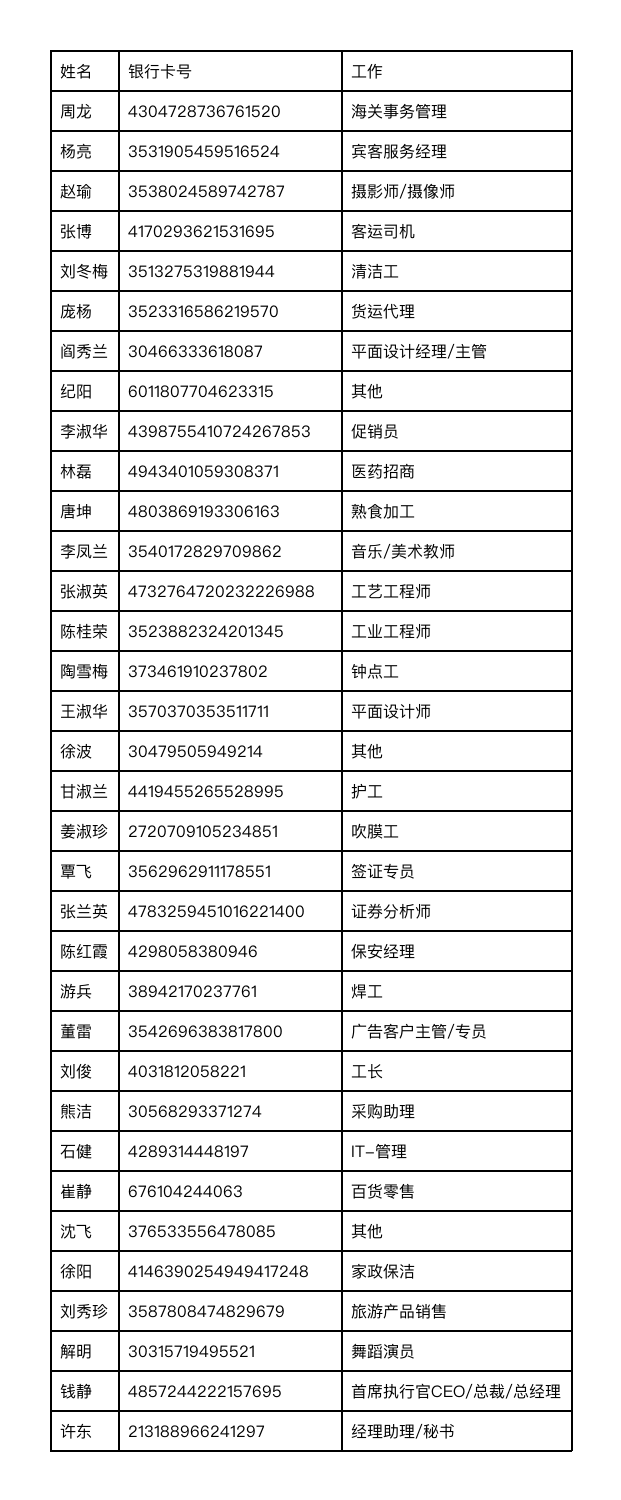 姓名 银行卡号 工作
周龙 4304728736761520 海关事务管理
杨亮 3531905459516524 宾客服务经理
赵瑜 3538024589742787 摄影师/摄像师
张博 4170293621531695 客运司机
刘冬梅 3513275319881944 清洁工
庞杨 3523316586219570 货运代理
阎秀兰 30466333618087 平面设计经理/主管
纪阳 6011807704623315 其他
李淑华 4398755410724267853 促销员
林磊 4943401059308371 医药招商
唐坤 4803869193306163 熟食加工
李凤兰 3540172829709862 音乐/美术教师
张淑英 4732764720232226988 工艺工程师
陈桂荣 3523882324201345 工业工程师
陶雪梅 373461910237802 钟点工
王淑华 3570370353511711 平面设计师
徐波 30479505949214 其他
甘淑兰 4419455265528995 护工
姜淑珍 2720709105234851 吹膜工
覃飞 3562962911178551 签证专员
张兰英 4783259451016221400 证券分析师
陈红霞 4298058380946 保安经理
游兵 38942170237761 焊工
董雷 3542696383817800 广告客户主管/专员
刘俊 4031812058221 工长
熊洁 30568293371274 采购助理
石健 4289314448197 IT-管理
崔静 676104244063 百货零售
沈飞 376533556478085 其他
徐阳 4146390254949417248 家政保洁
刘秀珍 3587808474829679 旅游产品销售
解明 30315719495521 舞蹈演员
钱静 4857244222157695 首席执行官CEO/总裁/总经理
许东 213188966241297 经理助理/秘书